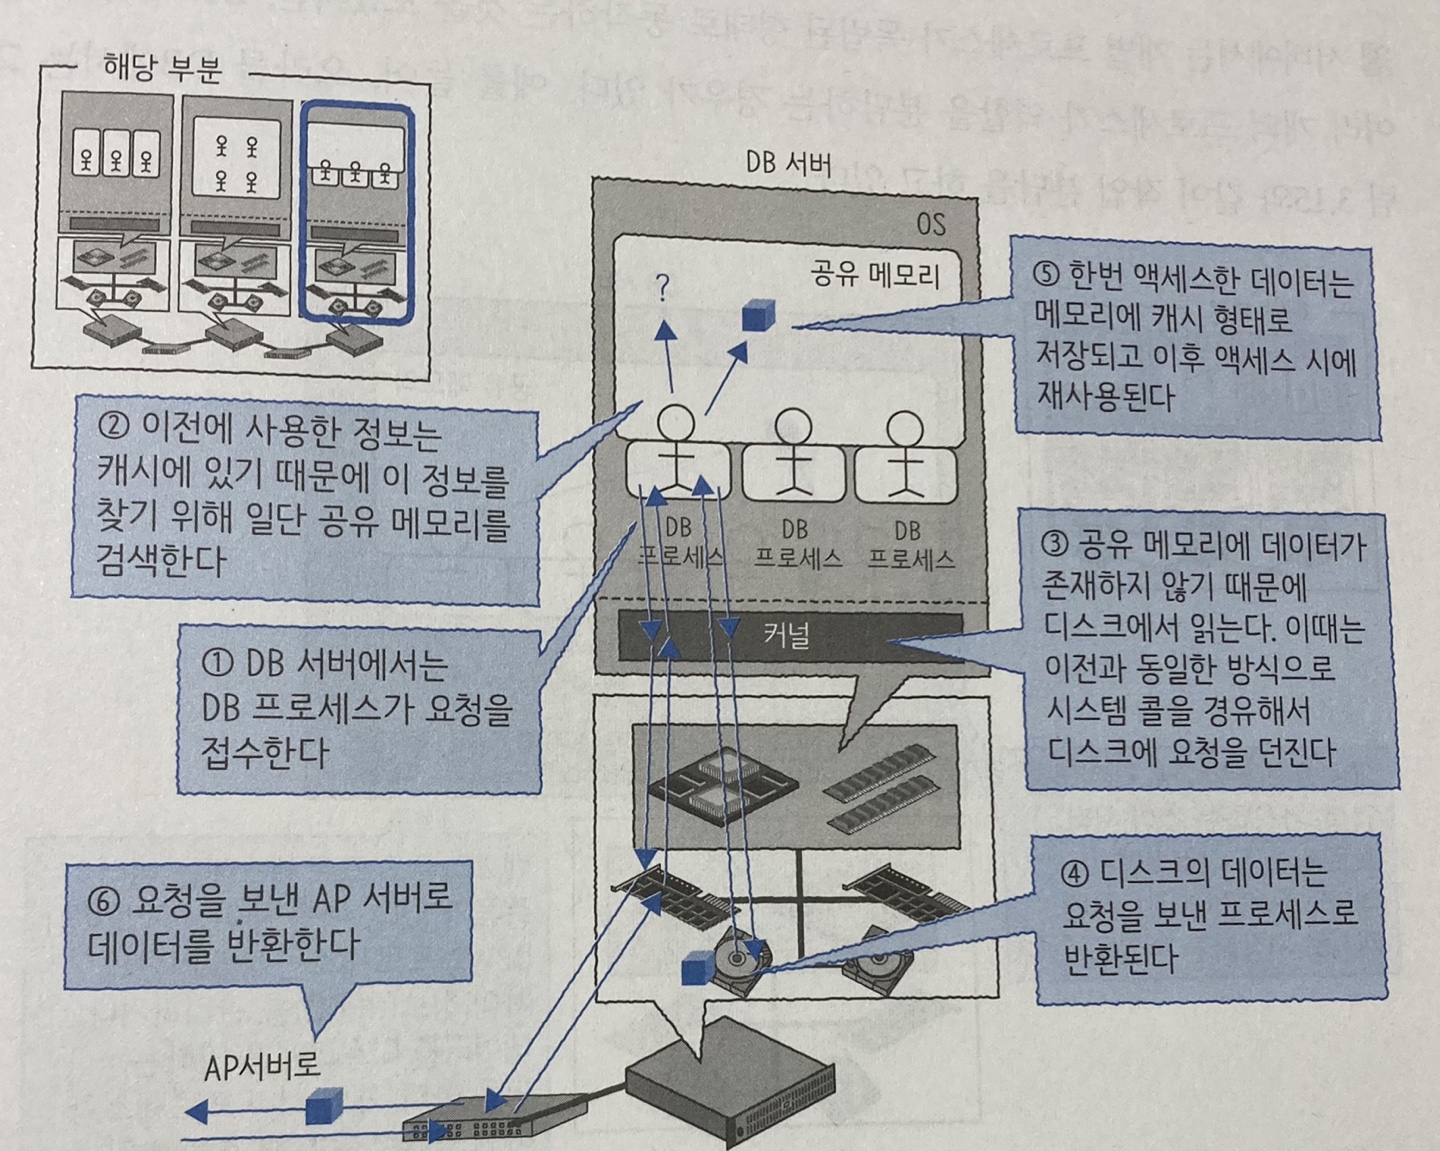 해당 부분
DB 서버
OS
공유 메모리
?
⑤ 한번 액세스한 데이터는
메모리에 캐시 형태로
저장되고 이후 액세스 시에
재사용된다
② 이전에 사용한 정보는
캐시에 있기 때문에 이 정보를
찾기 위해 일단 공유 메모리를
검색한다
DB
프로세스
DB
프로세스
DB
프로세스
③ 공유 메모리에 데이터가
존재하지 않기 때문에
디스크에서 읽는다. 이때는
이전과 동일한 방식으로
시스템 콜을 경유해서
디스크에 요청을 던진다
커널
① DB 서버에서는
DB 프로세스가 요청을
접수한다
④ 디스크의 데이터는
요청을 보낸 프로세스로
반환된다
⑥ 요청을 보낸 AP 서버로
데이터를 반환한다
AP서버로